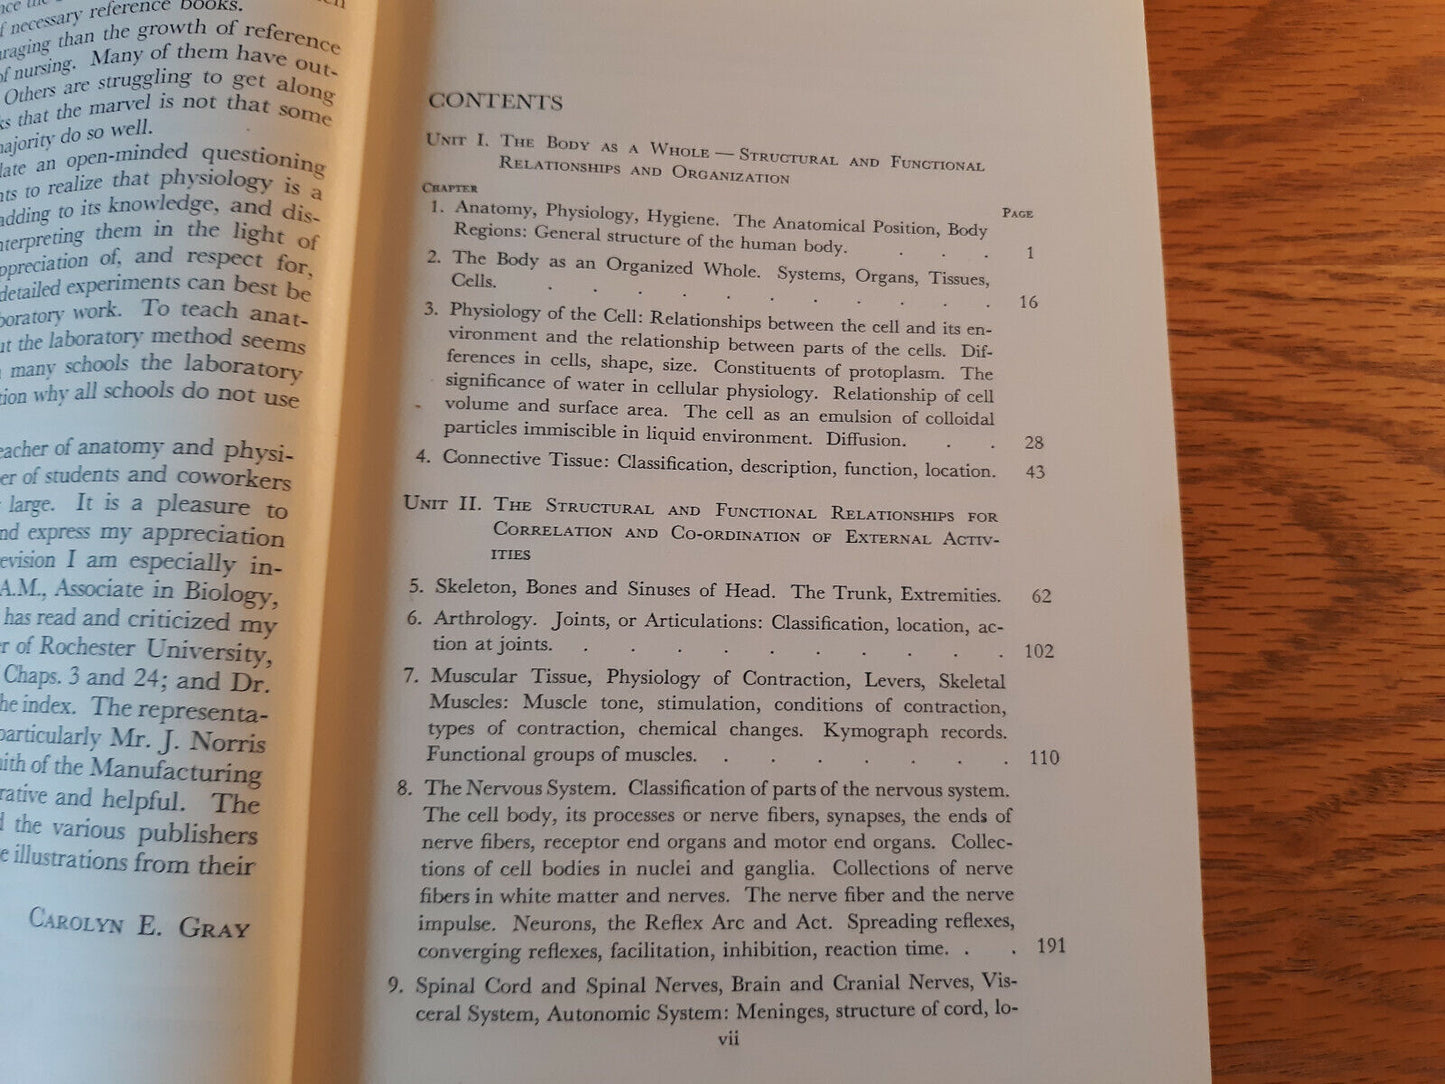 of necessary reference books.
raging than the growth of reference
of nursing. Many of them have out-
Others are struggling to get along
ks that the marvel is not that some
majority do so well.
late an open-minded questioning
nts to realize that physiology is a
adding to its knowledge, and dis-
nterpreting them in the light of
ppreciation of, and respect for,
detailed experiments can best be
boratory work. To teach anat-
ut the laboratory method seems
many schools the laboratory
tion why all schools do not use
eacher of anatomy and physi-
er of students and coworkers
large. It is a pleasure to
nd express my appreciation
evision I am especially in-
A.M., Associate in Biology,
has read and criticized my
r of Rochester University,
Chaps. 3 and 24; and Dr.
he index. The representa-
particularly Mr. J. Norris
ith of the Manufacturing
rative and helpful. The
d the various publishers
e illustrations from their
Carolyn E. Gray
CONTENTS
Unit I. The Body as a Whole — Structural and Functional
Relationships and Organization
Chapter Page
1. Anatomy, Physiology, Hygiene. The Anatomical Position, Body
Regions: General structure of the human body. . . . 1
2. The Body as an Organized Whole. Systems, Organs, Tissues,
Cells. . . . . . . . . . . . 16
3. Physiology of the Cell: Relationships between the cell and its en-
vironment and the relationship between parts of the cells. Dif-
ferences in cells, shape, size. Constituents of protoplasm. The
significance of water in cellular physiology. Relationship of cell
volume and surface area. The cell as an emulsion of colloidal
particles immiscible in liquid environment. Diffusion. . . 28
4. Connective Tissue: Classification, description, function, location. 43
Unit II. The Structural and Functional Relationships for
Correlation and Co-ordination of External Activ-
ities
5. Skeleton, Bones and Sinuses of Head. The Trunk, Extremities. 62
6. Arthrology. Joints, or Articulations: Classification, location, ac-
tion at joints. . . . . . . . . . . 102
7. Muscular Tissue, Physiology of Contraction, Levers, Skeletal
Muscles: Muscle tone, stimulation, conditions of contraction,
types of contraction, chemical changes. Kymograph records.
Functional groups of muscles. . . . . . . . 110
8. The Nervous System. Classification of parts of the nervous system.
The cell body, its processes or nerve fibers, synapses, the ends of
nerve fibers, receptor end organs and motor end organs. Collec-
tions of cell bodies in nuclei and ganglia. Collections of nerve
fibers in white matter and nerves. The nerve fiber and the nerve
impulse. Neurons, the Reflex Arc and Act. Spreading reflexes,
converging reflexes, facilitation, inhibition, reaction time. . . 191
9. Spinal Cord and Spinal Nerves, Brain and Cranial Nerves, Vis-
ceral System, Autonomic System: Meninges, structure of cord, lo-
vii